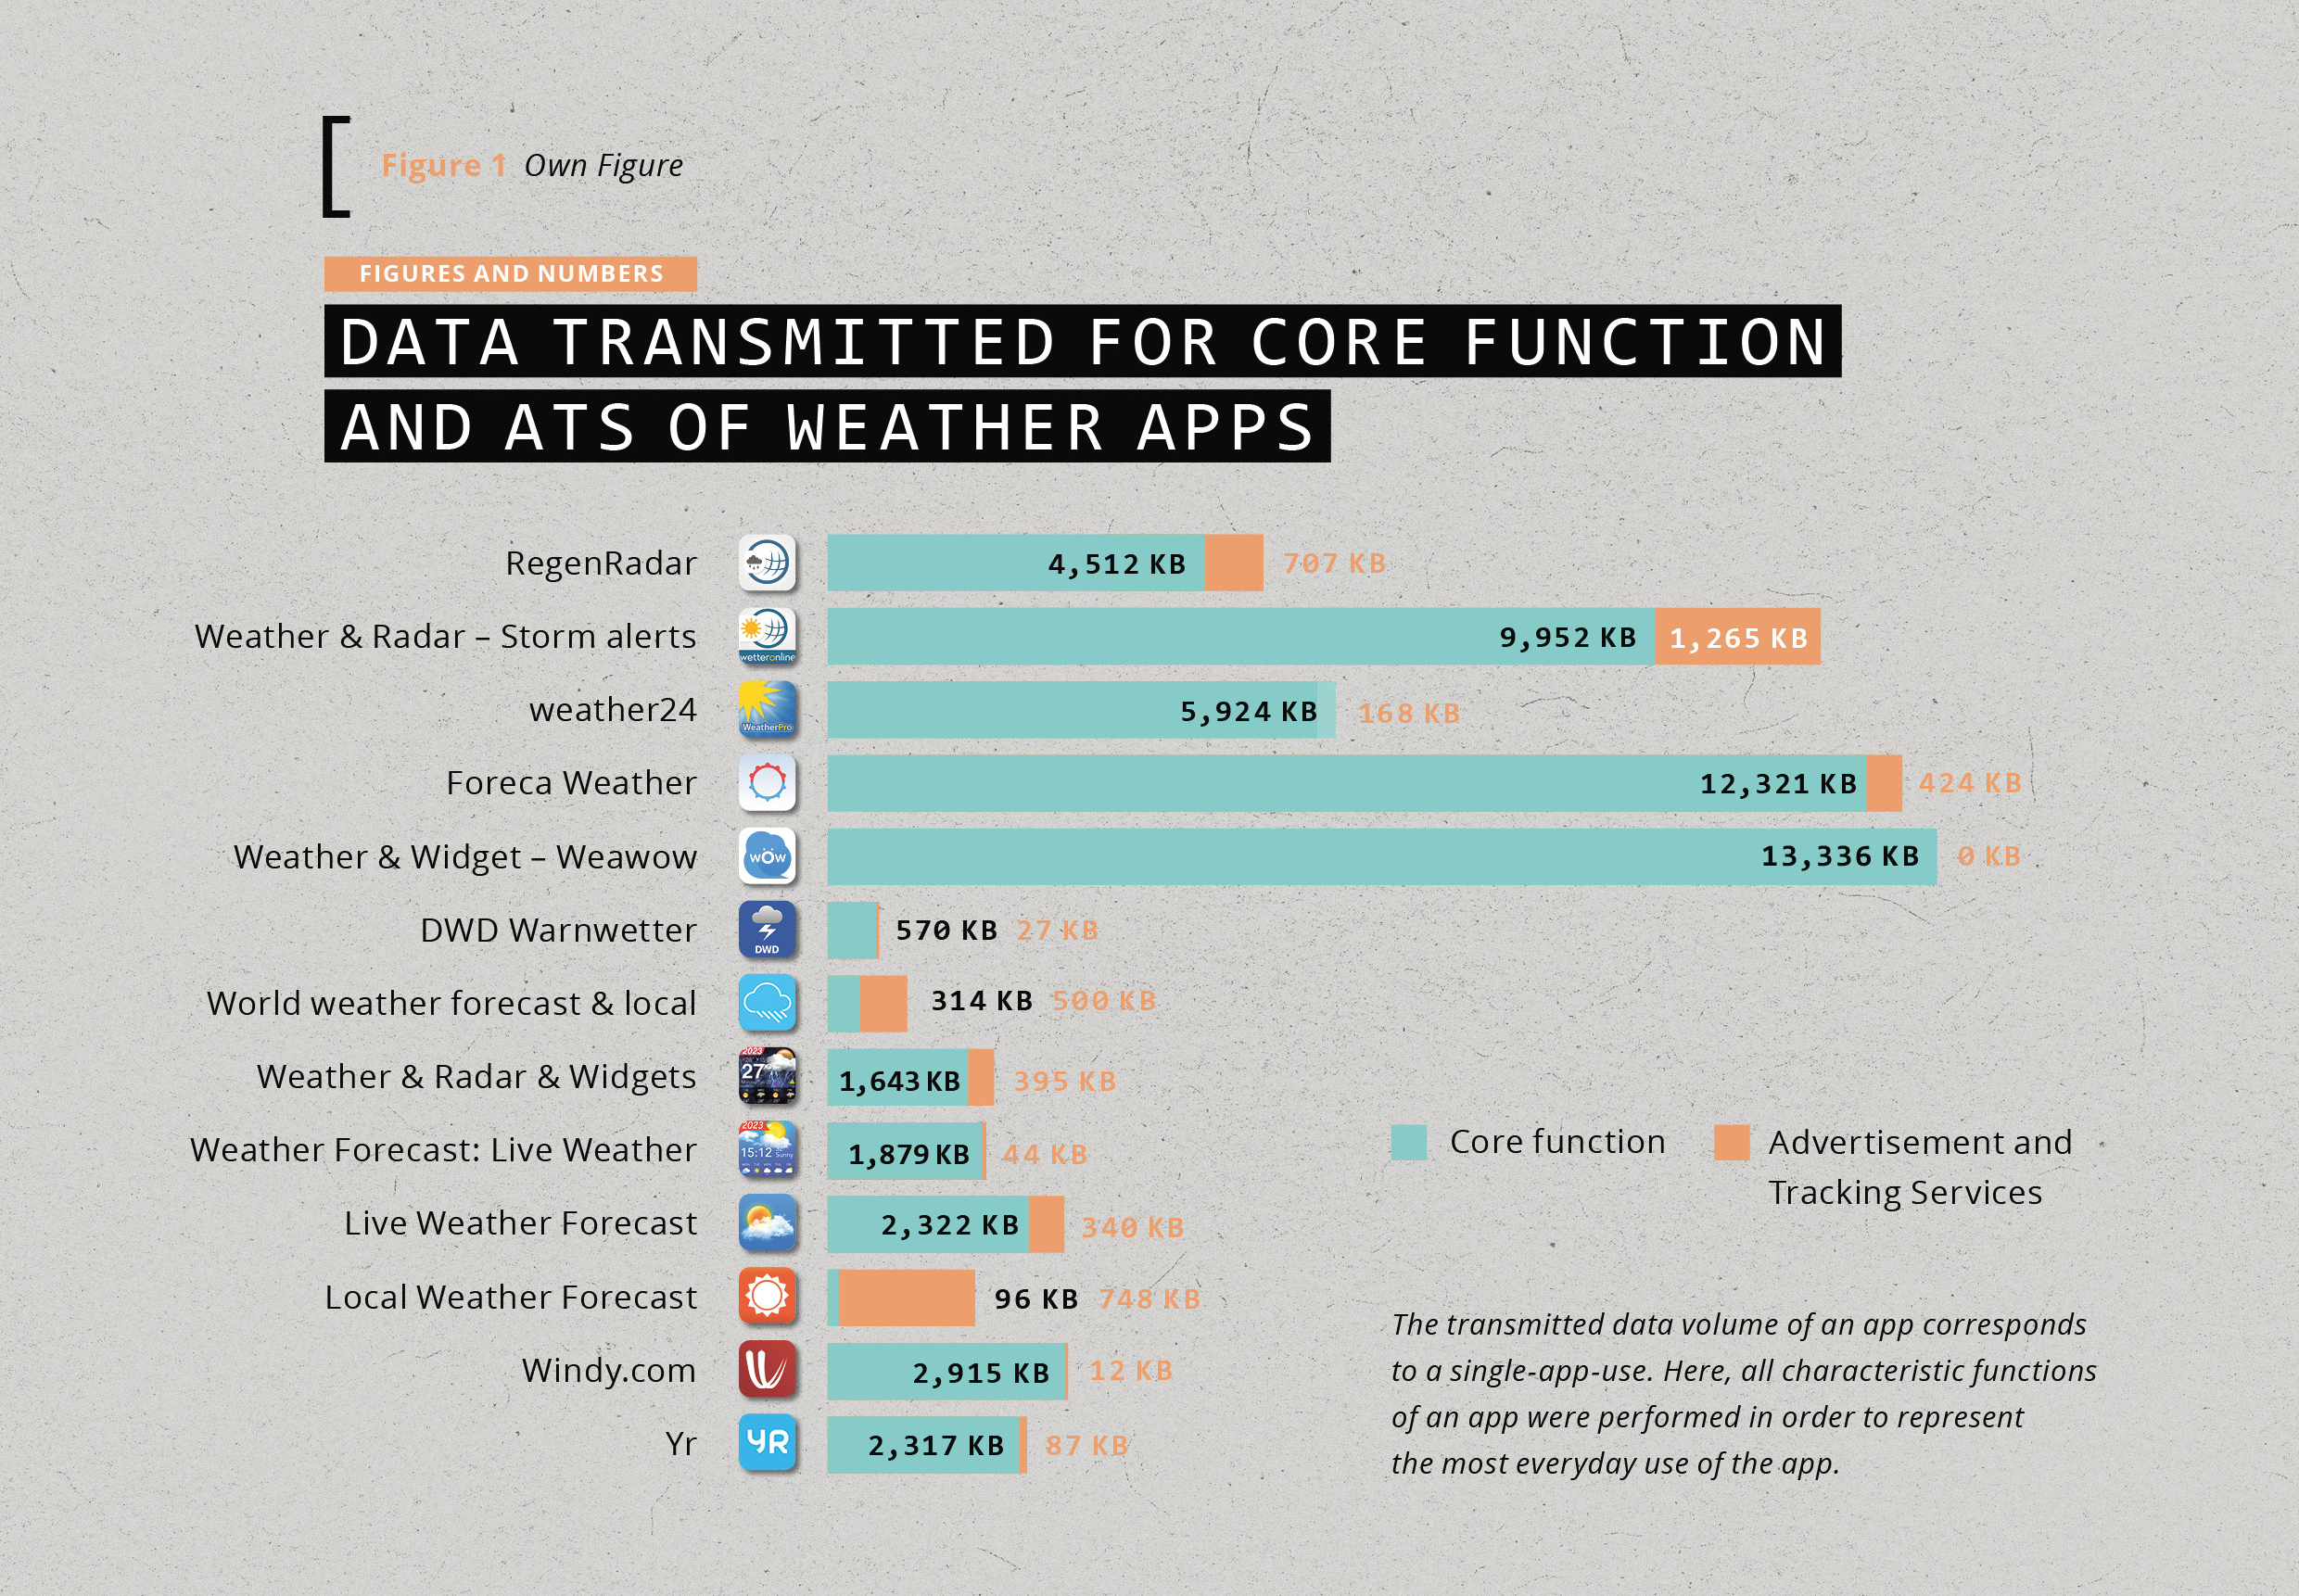 Figure 1 Own Figure
FIGURES AND NUMBERS
DATA TRANSMITTED FOR CORE FUNCTION
AND ATS OF WEATHER APPS
RegenRadar 4,512 KB 707 KB
Weather & Radar – Storm alerts wetteronline 9,952 KB 1,265 KB
weather24 WeatherPro 5,924 KB 168 KB
Foreca Weather 12,321 KB 424 KB
Weather & Widget – Weawow wow 13,336 KB 0 KB
DWD Warnwetter DWD 570 KB 27 KB
World weather forecast & local 314 KB 500 KB
Weather & Radar & Widgets 2023 27° 1,643 KB 395 KB
Weather Forecast: Live Weather 2023 15:12 Sunny 1,879 KB 44 KB
Live Weather Forecast 2,322 KB 340 KB
Local Weather Forecast 96 KB 748 KB
Windy.com 2,915 KB 12 KB
Yr YR 2,317 KB 87 KB
Core function
Advertisement and
Tracking Services
The transmitted data volume of an app corresponds
to a single-app-use. Here, all characteristic functions
of an app were performed in order to represent
the most everyday use of the app.